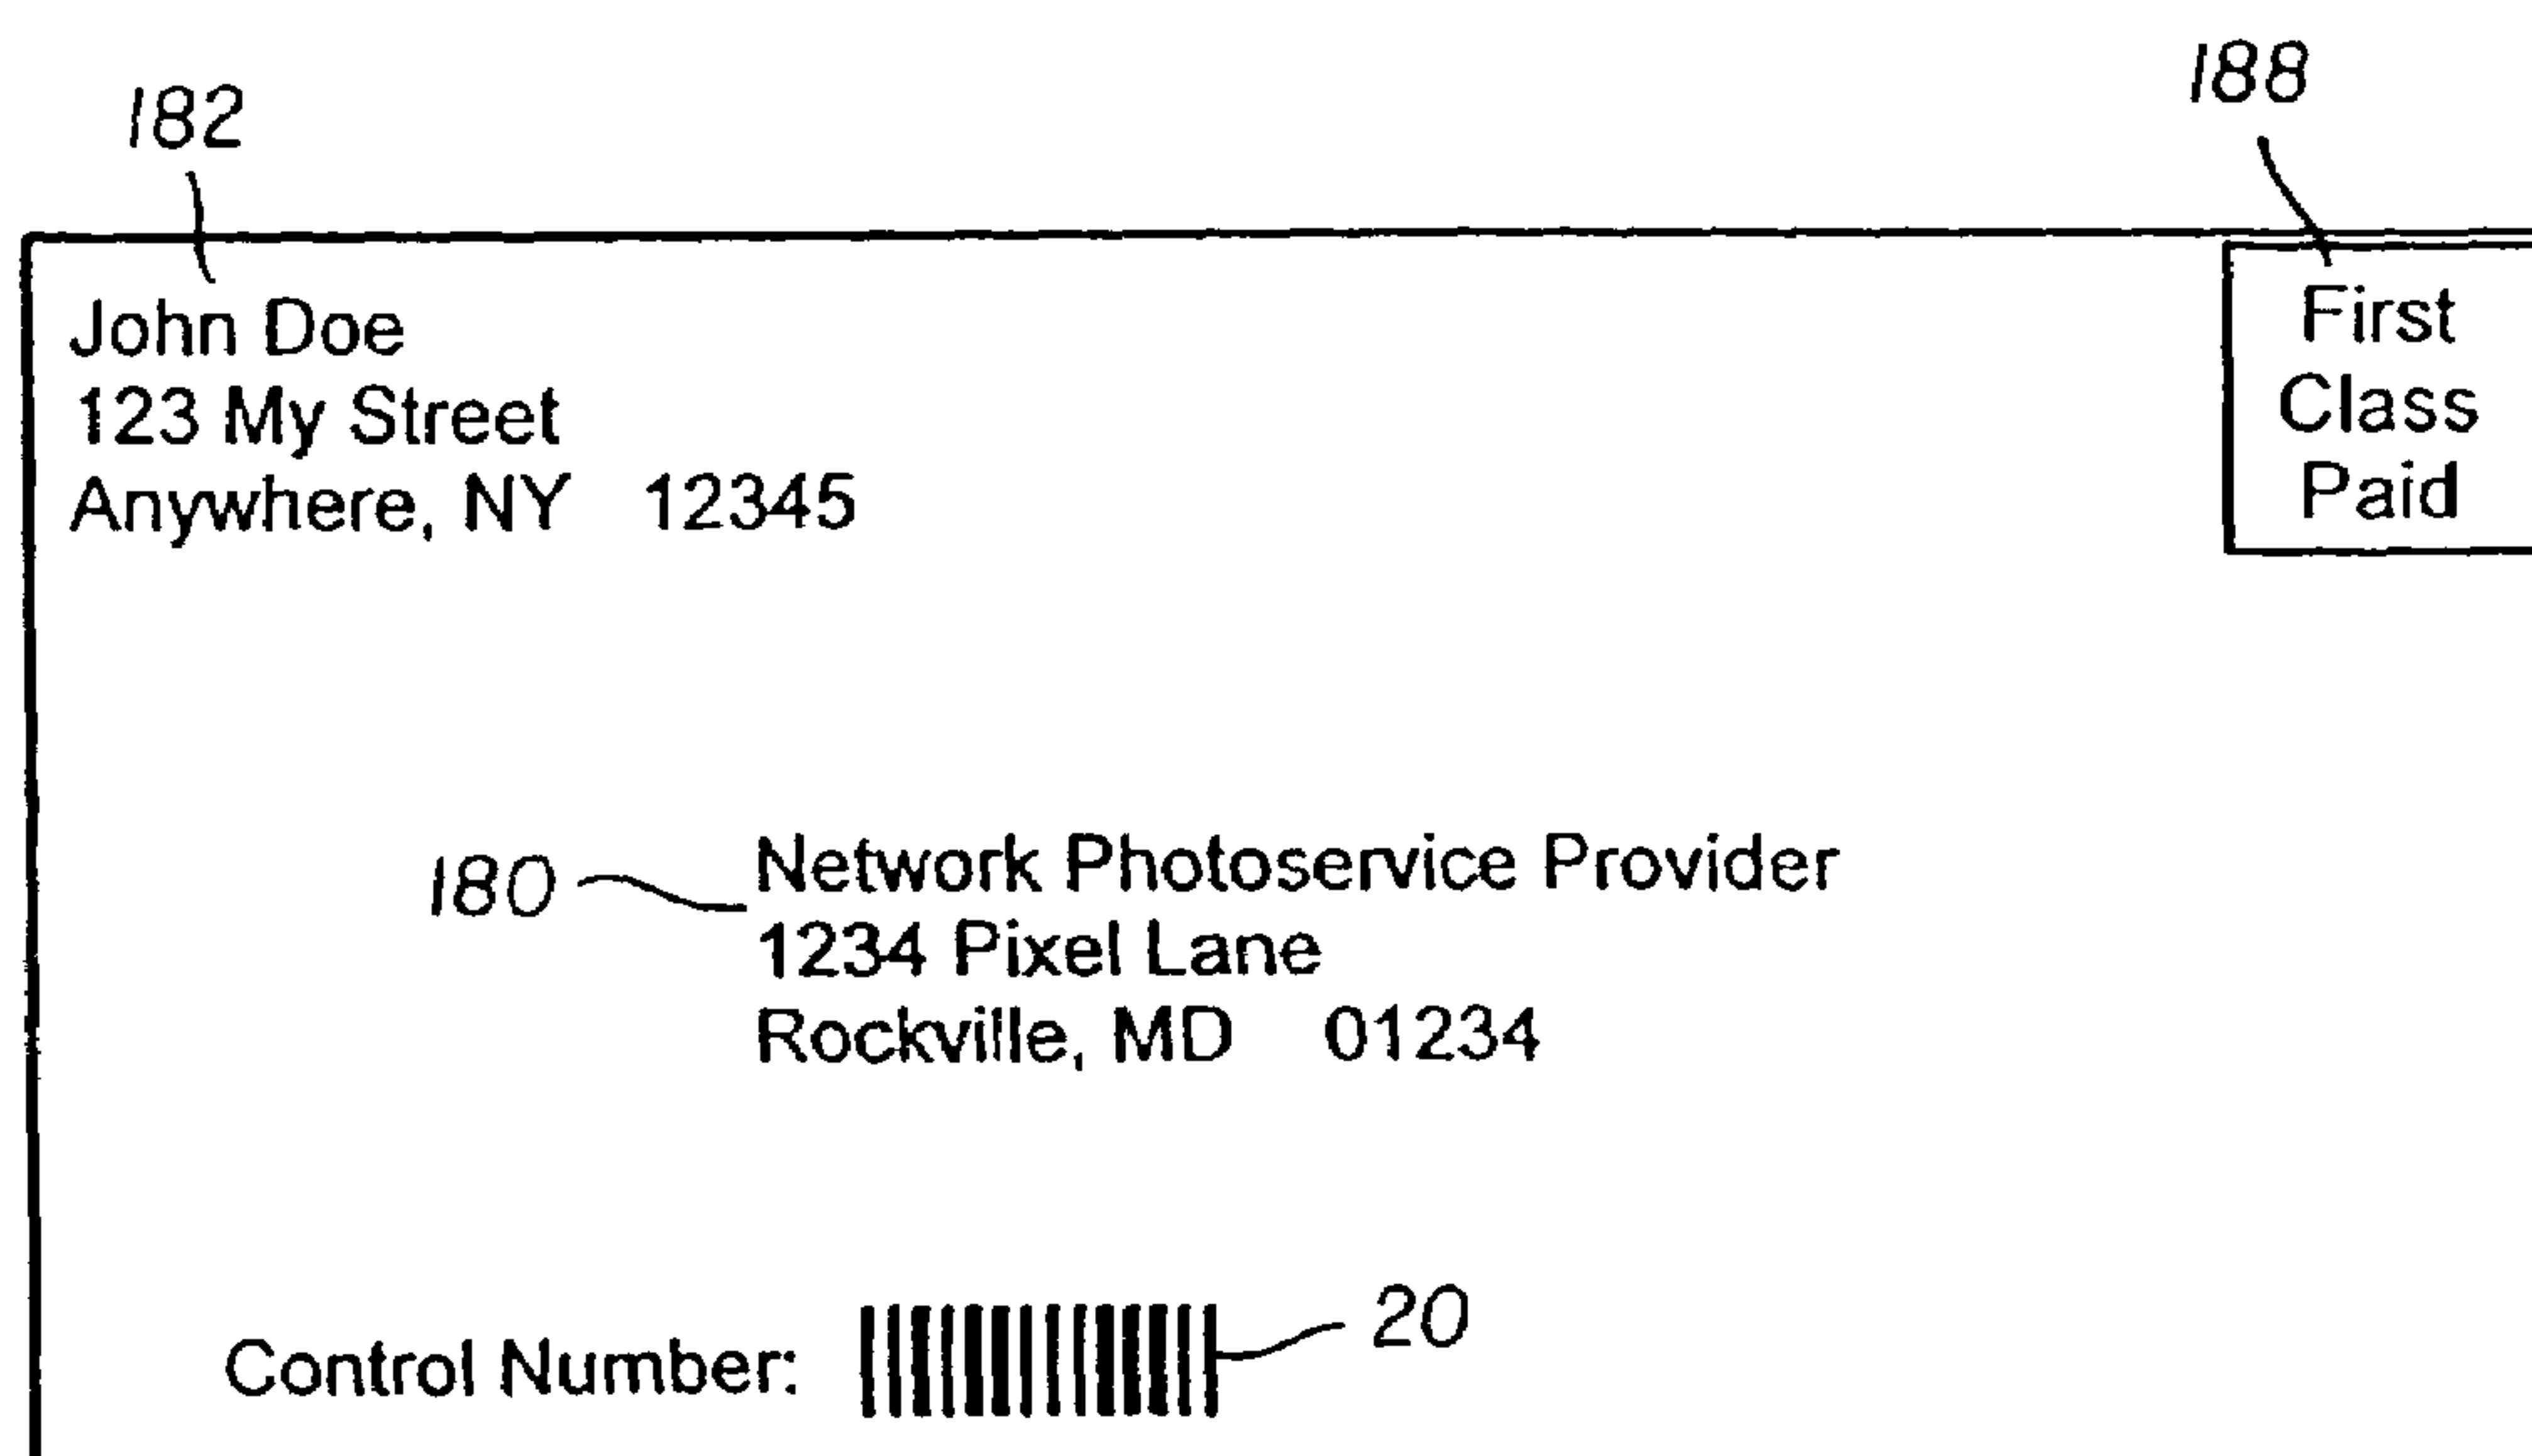 182
188
John Doe
123 My Street
Anywhere, NY 12345
First
Class
Paid
180
Network Photoservice Provider
1234 Pixel Lane
Rockville, MD 01234
Control Number:
20